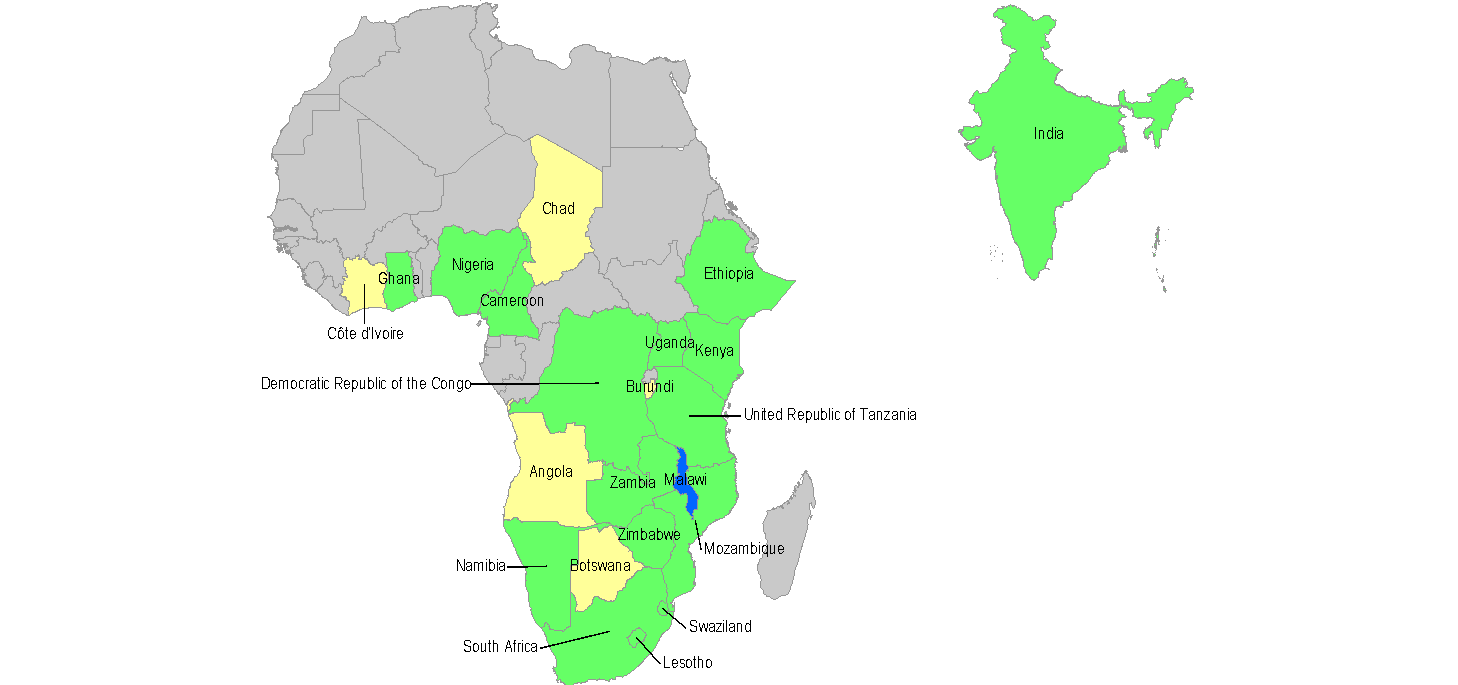 India
Chad
Nigeria
Ethiopia
Ghana
Cameroon
Côte d'Ivoire
Uganda
Kenya
Democratic Republic of the Congo
Burundi
United Republic of Tanzania
Angola
Zambia
Malawi
Zimbabwe
Mozambique
Namibia
Botswana
Swaziland
South Africa
Lesotho